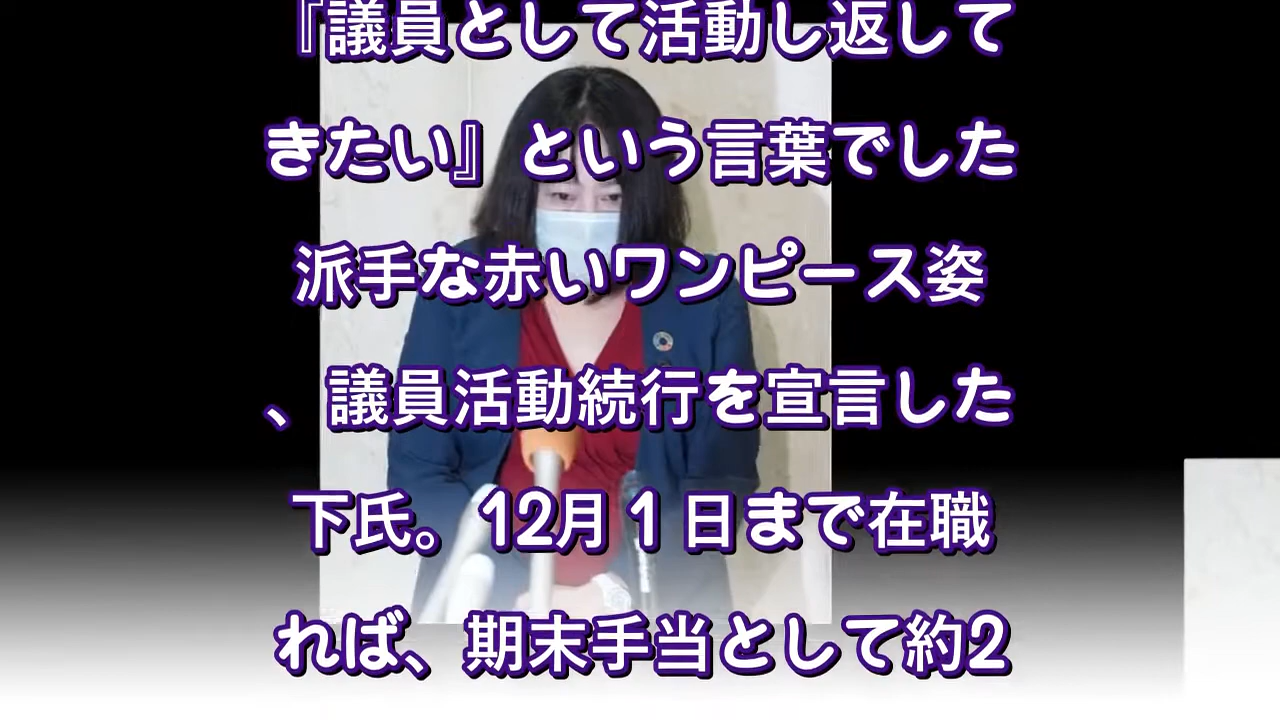 『議員として活動し返して
きたい』という言葉でした
派手な赤いワンピース姿
、議員活動続行を宣言した
下氏。12月１日まで在職
れば、期末手当として約2